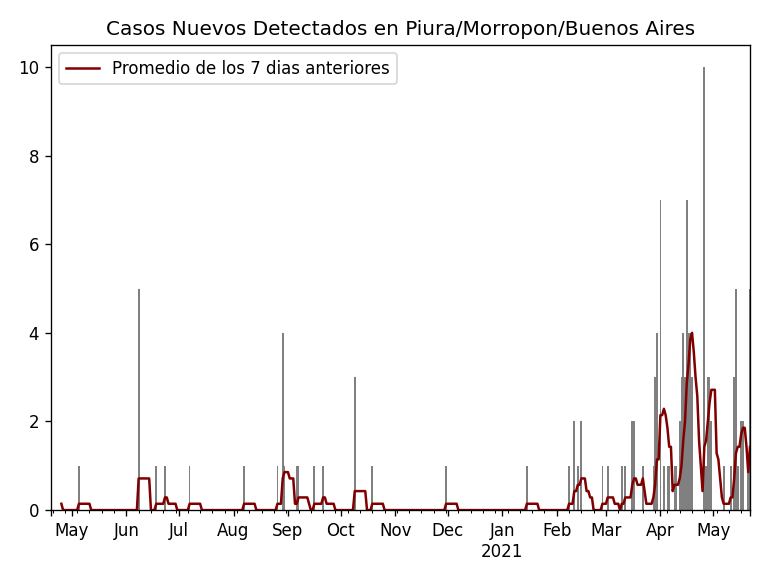 Casos Nuevos Detectados en Piura/Morropon/Buenos Aires
Promedio de los 7 dias anteriores
10
8
6
4
2
0
May Jun Jul Aug Sep Oct Nov Dec Jan Feb Mar Apr May
2021